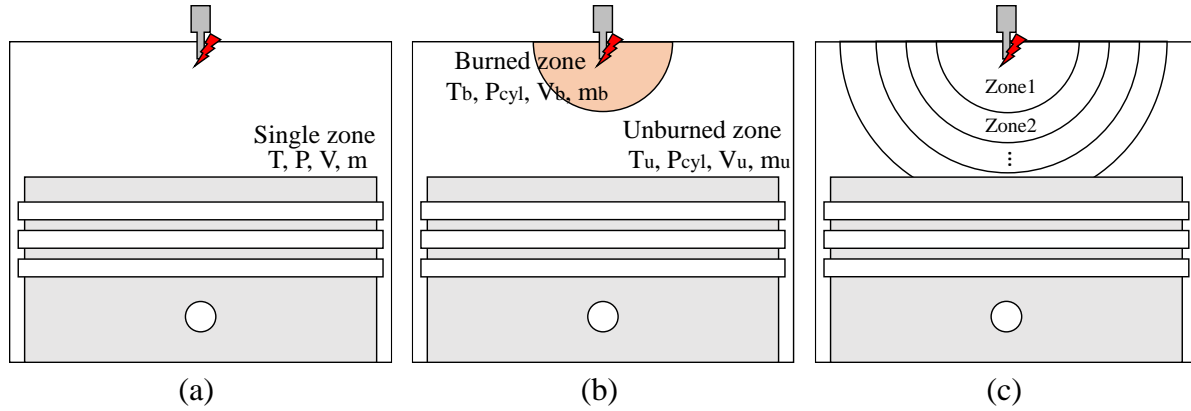 Single zone
T, P, V, m
(a)
Burned zone
Tb, Pcyl, Vb, mb
Unburned zone
Tu, Pcyl, Vu, mu
(b)
Zone1
Zone2
⋮
(c)